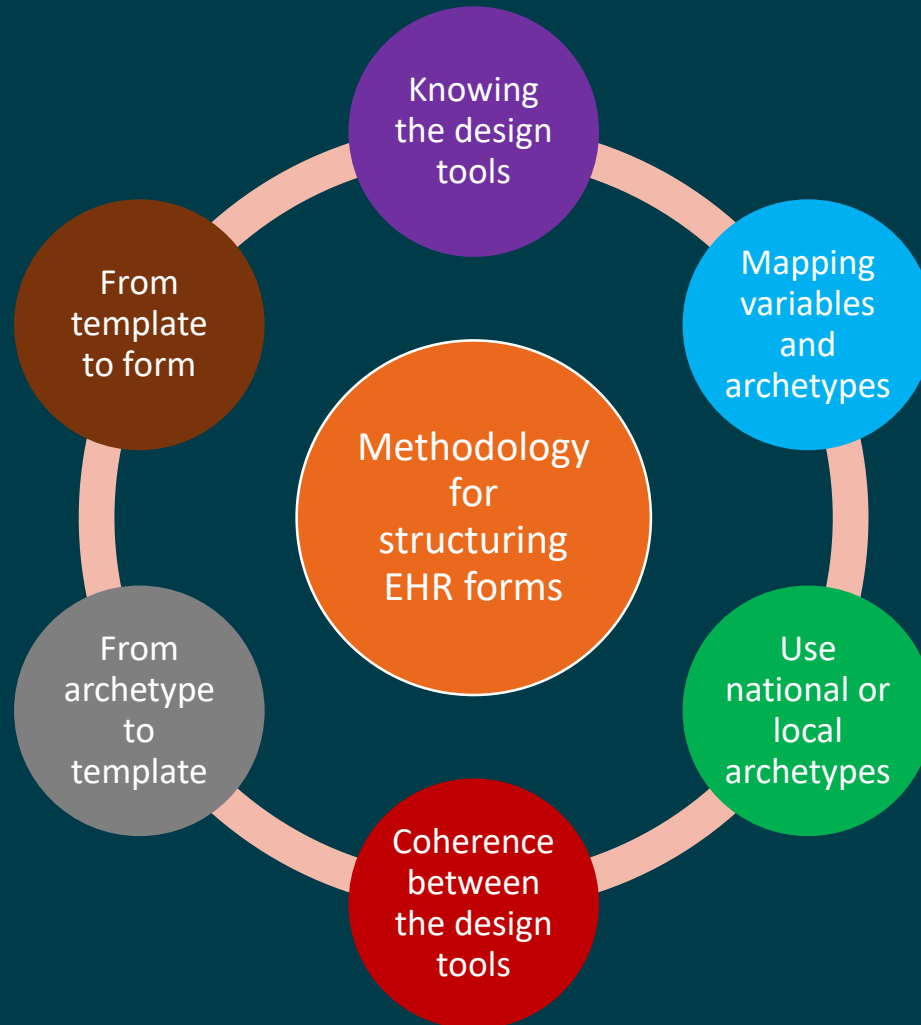 Knowing
the design
tools
Mapping
variables
and
archetypes
Use
national or
local
archetypes
Coherence
between
the design
tools
From
archetype
to
template
From
template
to form
Methodology
for
structuring
EHR forms